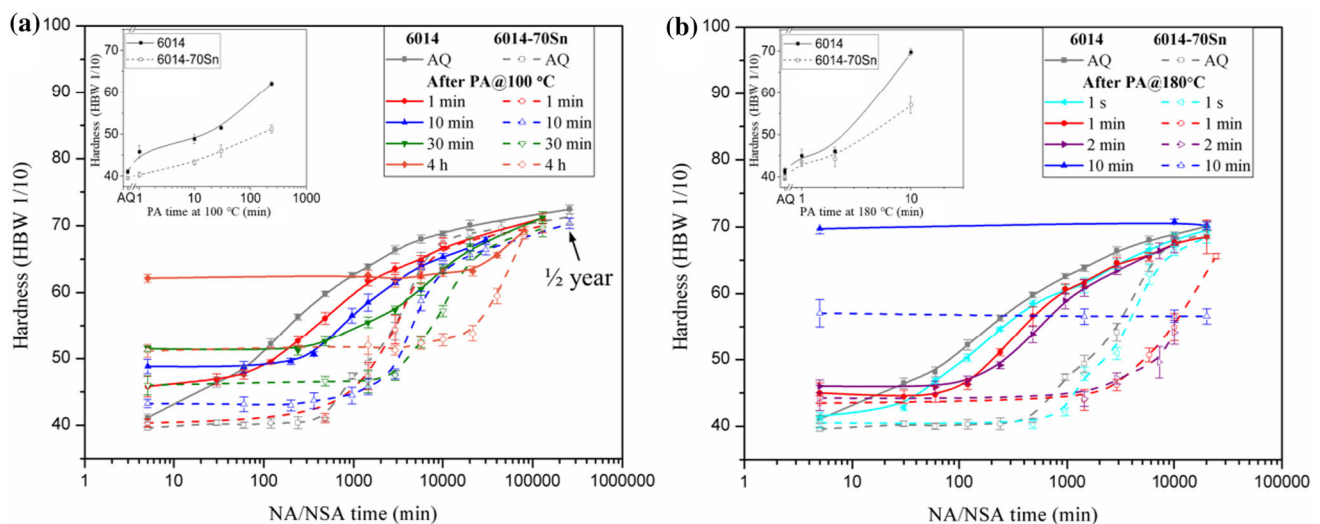 (a)
Hardness (HBW 1/10)
100
90
80
70
60
50
40
1
10
100
1000
10000
100000
1000000
NA/NSA time (min)
Hardness (HBW 1/10)
70
60
50
40
AQ 1
10
100
1000
PA time at 100 °C (min)
6014
6014-70Sn
6014 6014-70Sn
AQ AQ
After PA@100 °C
1 min 1 min
10 min 10 min
30 min 30 min
4 h 4 h
½ year
(b)
Hardness (HBW 1/10)
100
90
80
70
60
50
40
1
10
100
1000
10000
100000
NA/NSA time (min)
Hardness (HBW 1/10)
70
60
50
40
AQ 1
10
PA time at 180 °C (min)
6014
6014-70Sn
6014 6014-70Sn
AQ AQ
After PA@180°C
1 s 1 s
1 min 1 min
2 min 2 min
10 min 10 min